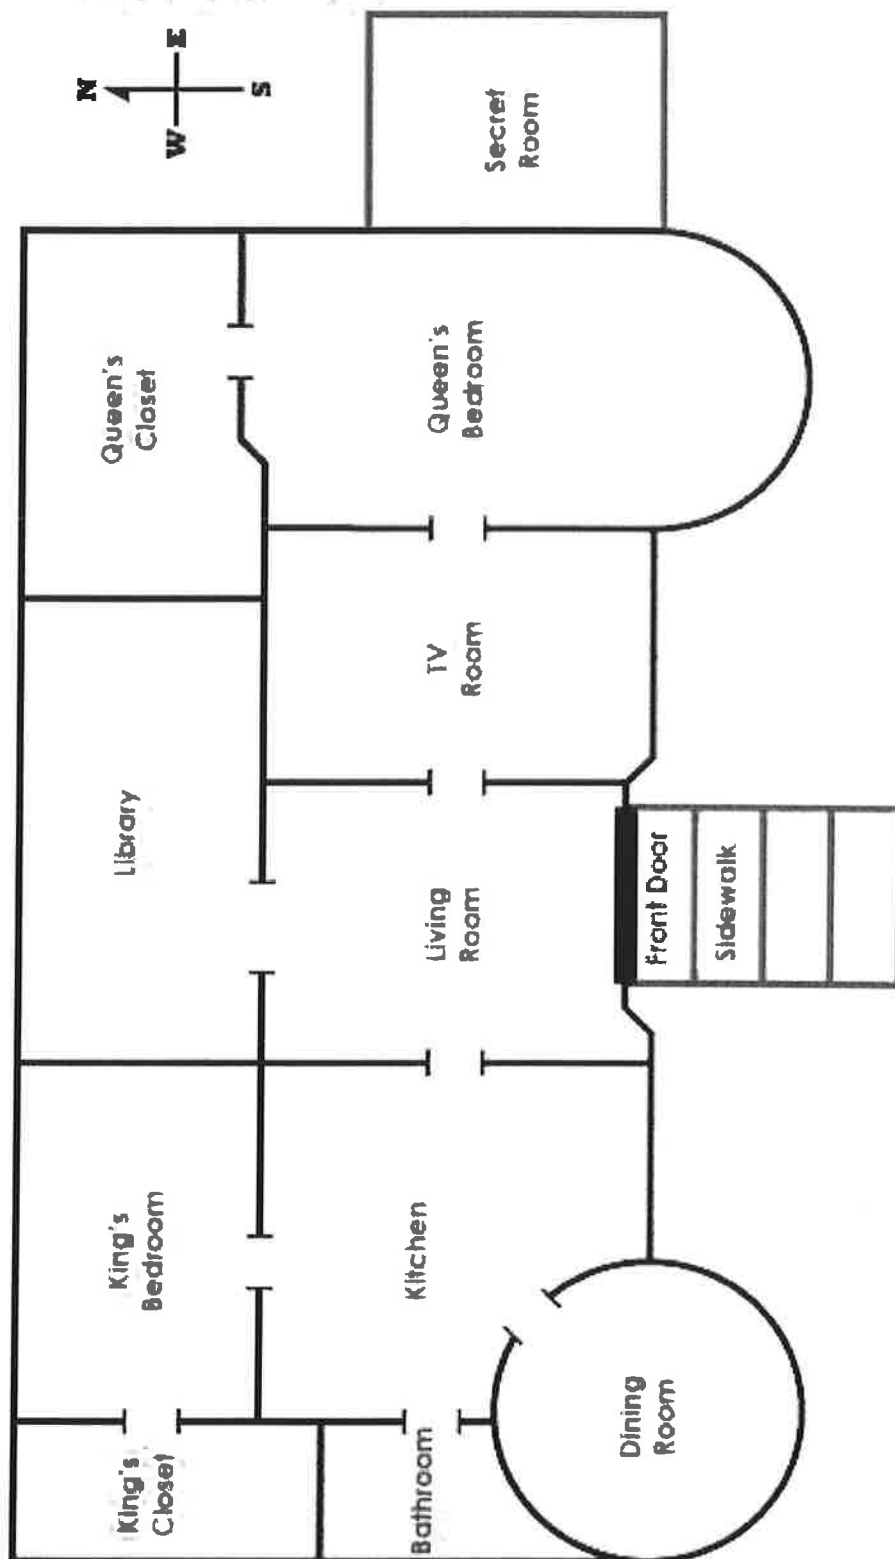 N
W
E
S
King's
Closet
King's
Bedroom
Library
Queen's
Closet
Bathroom
Kitchen
Living
Room
TV
Room
Queen's
Bedroom
Secret
Room
Dining
Room
Front Door
Sidewalk